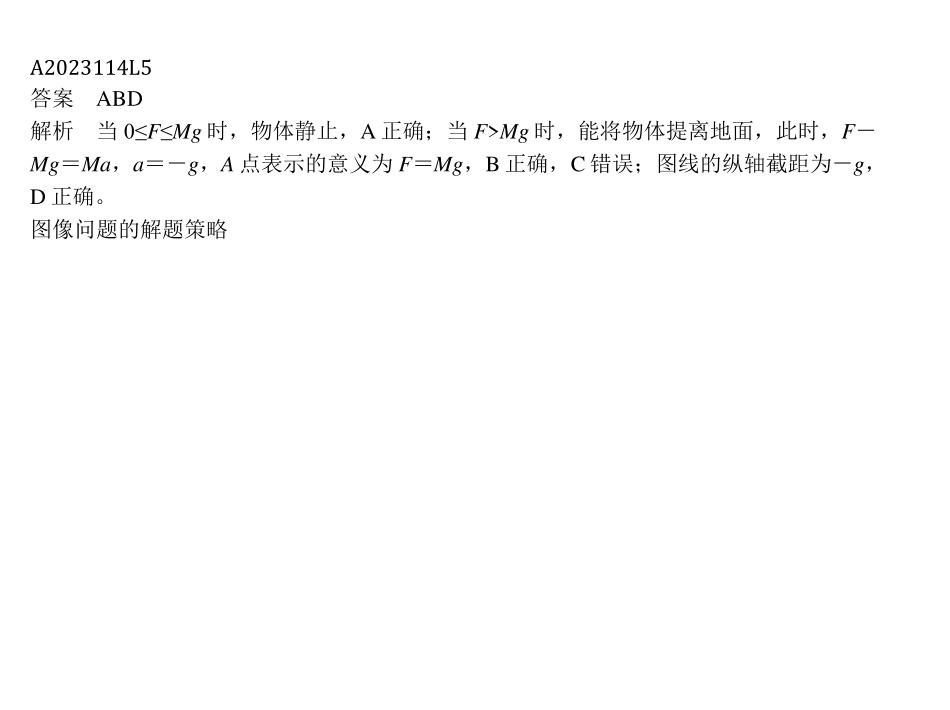 A2023114L5
答案　ABD
解析　当 0≤F≤Mg 时，物体静止，A 正确；当 F>Mg 时，能将物体提离地面，此时，F－
Mg＝Ma，a＝－g，A 点表示的意义为 F＝Mg，B 正确，C 错误；图线的纵轴截距为－g，
D 正确。
图像问题的解题策略